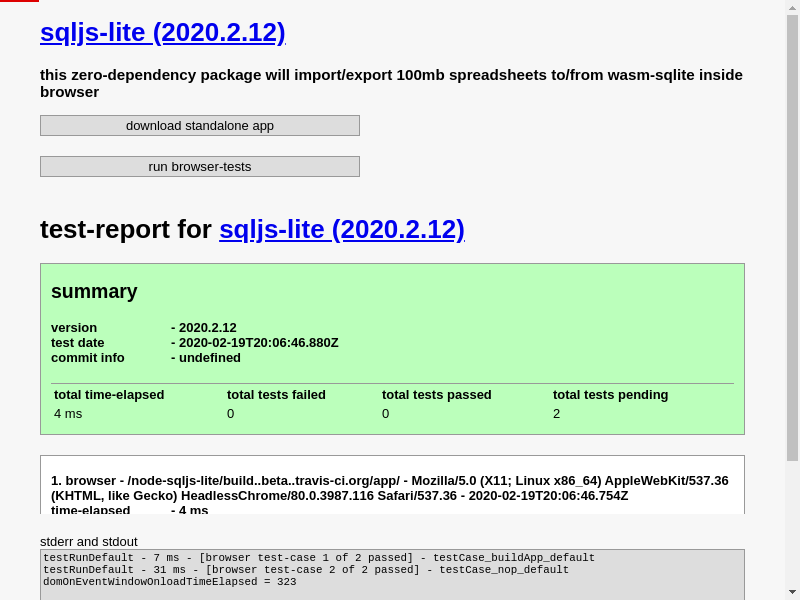 sqljs-lite (2020.2.12)
this zero-dependency package will import/export 100mb spreadsheets to/from wasm-sqlite inside
browser
download standalone app
run browser-tests
test-report for sqljs-lite (2020.2.12)
summary
version - 2020.2.12
test date - 2020-02-19T20:06:46.880Z
commit info - undefined
total time-elapsed total tests failed total tests passed total tests pending
4 ms 0 0 2
1. browser - /node-sqljs-lite/build..beta..travis-ci.org/app/ - Mozilla/5.0 (X11; Linux x86_64) AppleWebKit/537.36
(KHTML, like Gecko) HeadlessChrome/80.0.3987.116 Safari/537.36 - 2020-02-19T20:06:46.754Z
time-elapsed - 4 ms
stderr and stdout
testRunDefault - 7 ms - [browser test-case 1 of 2 passed] - testCase_buildApp_default
testRunDefault - 31 ms - [browser test-case 2 of 2 passed] - testCase_nop_default
domOnEventWindowOnloadTimeElapsed = 323